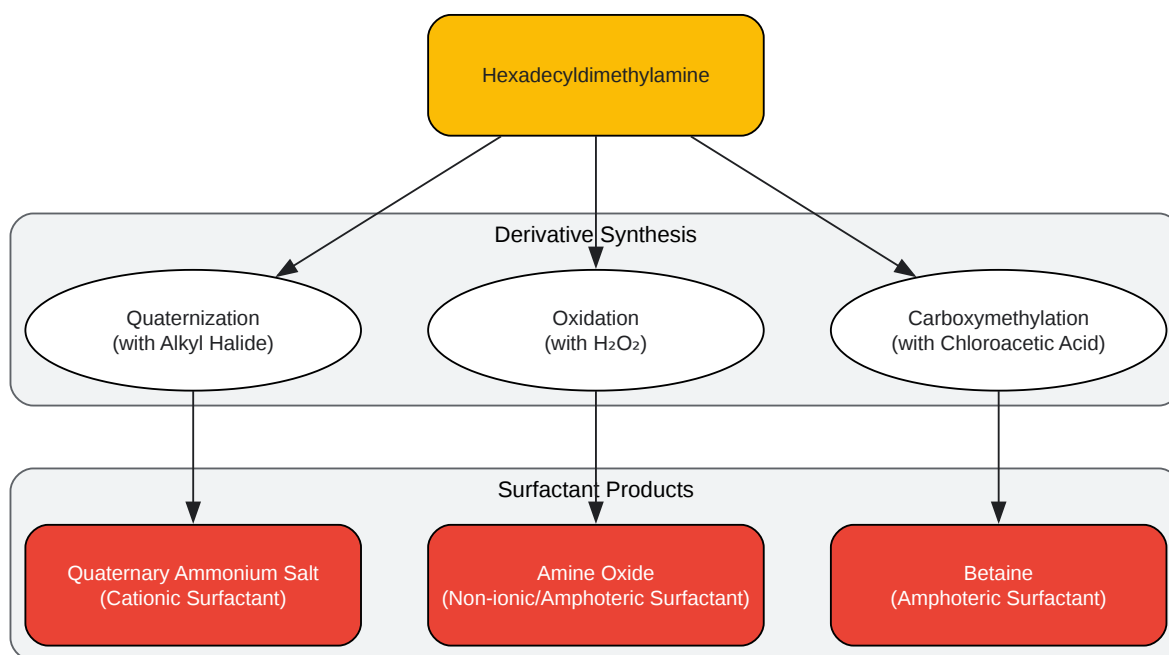 Hexadecyldimethylamine
Derivative Synthesis
Quaternization
(with Alkyl Halide)
Oxidation
(with H₂O₂)
Carboxymethylation
(with Chloroacetic Acid)
Surfactant Products
Quaternary Ammonium Salt
(Cationic Surfactant)
Amine Oxide
(Non-ionic/Amphoteric Surfactant)
Betaine
(Amphoteric Surfactant)